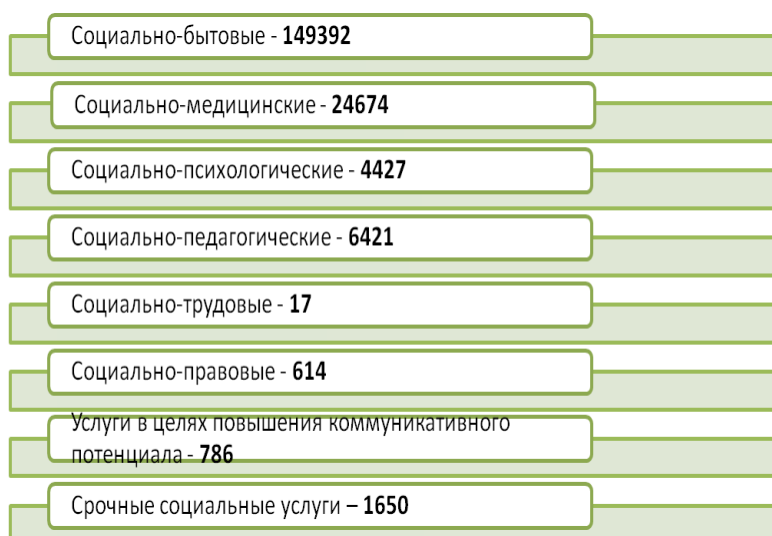 Социально-бытовые - 149392
Социально-медицинские - 24674
Социально-психологические - 4427
Социально-педагогические - 6421
Социально-трудовые - 17
Социально-правовые - 614
Услуги в целях повышения коммуникативного
потенциала - 786
Срочные социальные услуги – 1650